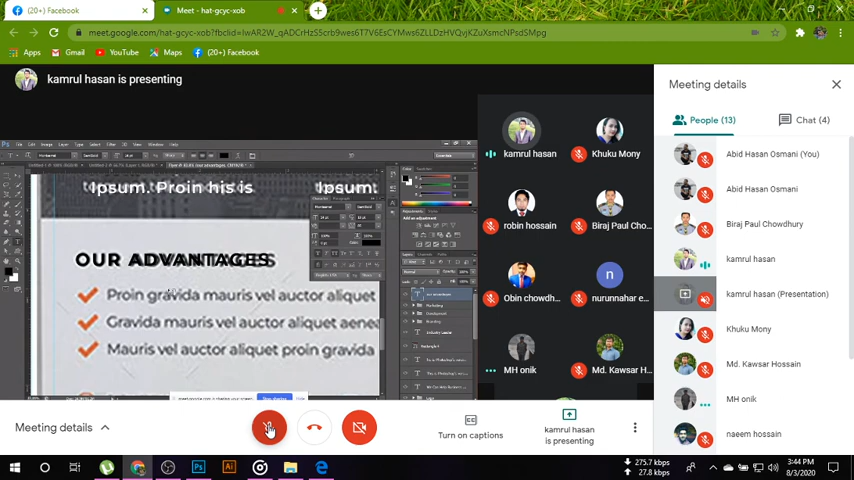 (20+) Facebook
Meet - hat-gcyc-xob
meet.google.com/hat-gcyc-xob?fbclid=IwAR2W_qADCrHzS5crb9wes6T7V6EsCYMws6ZLLDzHVQvjKZuXsmcNPsdSMpg
Apps
Gmail
YouTube
Maps
(20+) Facebook
kamrul hasan is presenting
Ipsum. Proin his is
Ipsum.
OUR ADVANTAGES
Proin gravida mauris vel auctor aliquet
Gravida mauris vel auctor aliquet aenea
Mauris vel auctor aliquet proin gravida
kamrul hasan
Khuku Mony
robin hossain
Biraj Paul Cho...
Obin chowdh...
n
nurunnahar e...
MH onik
Md. Kawsar H...
Meeting details
People (13)
Chat (4)
Abid Hasan Osmani (You)
Abid Hasan Osmani
Biraj Paul Chowdhury
kamrul hasan
kamrul hasan (Presentation)
Khuku Mony
Md. Kawsar Hossain
MH onik
naeem hossain
Meeting details
Turn on captions
kamrul hasan
is presenting
275.7 kbps
27.8 kbps
3:44 PM
8/3/2020